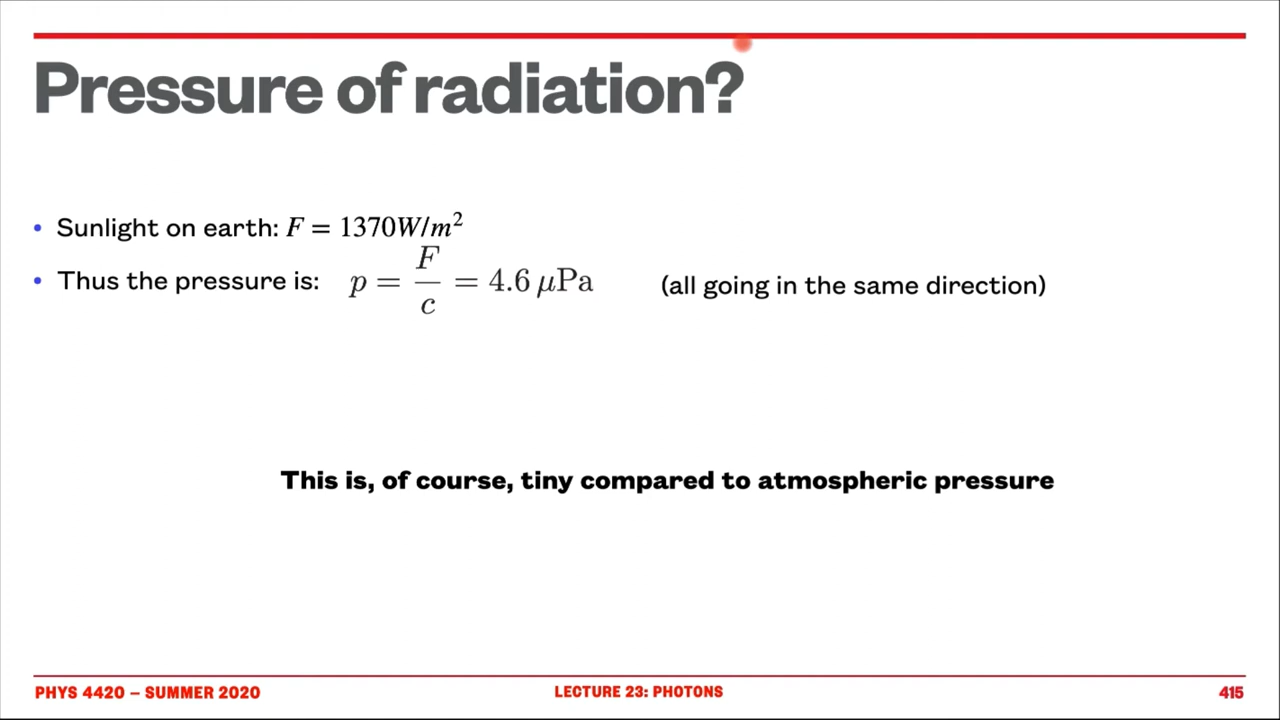 Pressure of radiation?
• Sunlight on earth: F = 1370W/m²
• Thus the pressure is: p = F/c = 4.6 μPa (all going in the same direction)
This is, of course, tiny compared to atmospheric pressure
PHYS 4420 – SUMMER 2020 LECTURE 23: PHOTONS 415